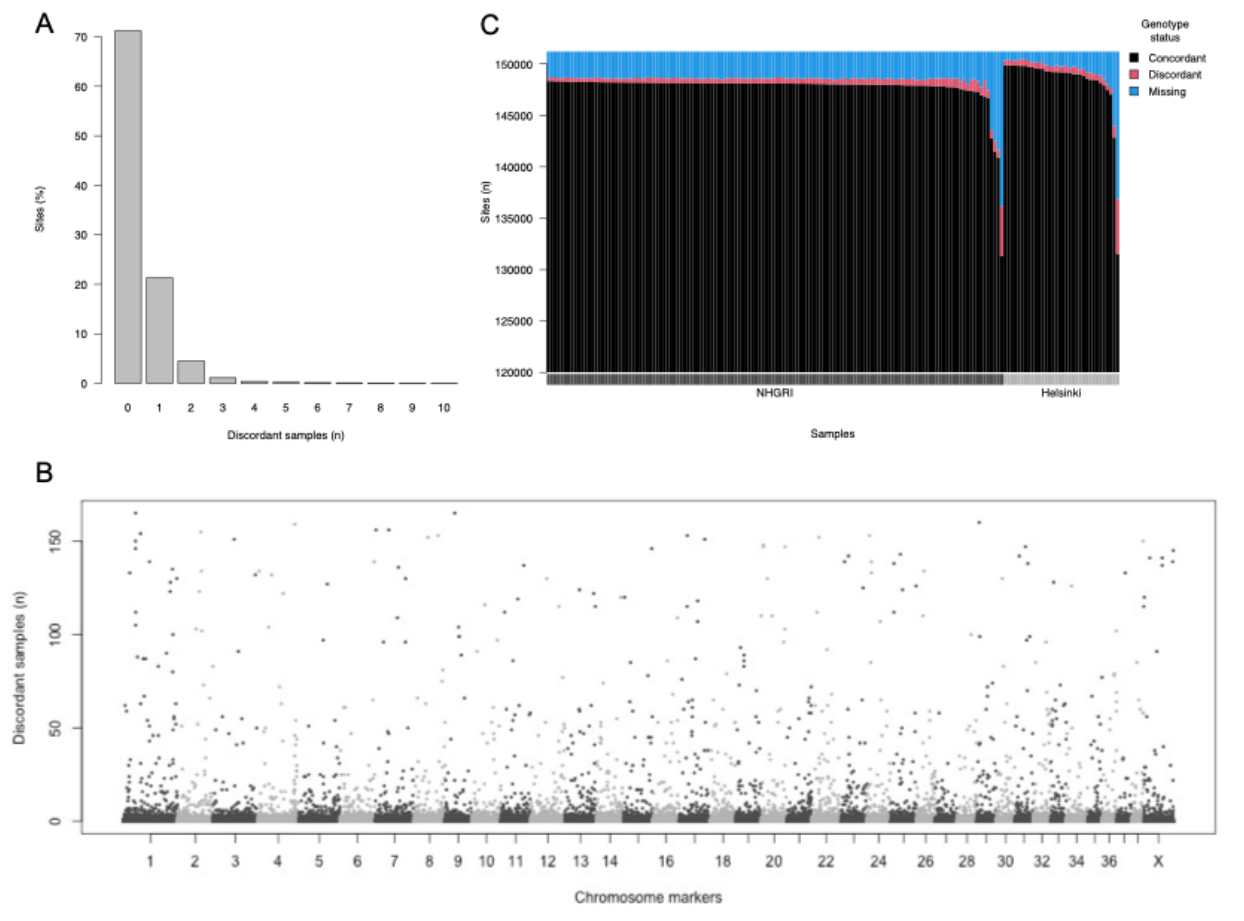 A
70
60
50
40
30
20
10
0
Sites (%)
0 1 2 3 4 5 6 7 8 9 10
Discordant samples (n)
C
Genotype
status
Concordant
Discordant
Missing
150000
145000
140000
135000
130000
125000
120000
Sites (n)
NHGRI Helsinki
Samples
B
150
100
50
0
Discordant samples (n)
1 2 3 4 5 6 7 8 9 10 11 12 13 14 16 18 20 22 24 26 28 30 32 34 36 X
Chromosome markers